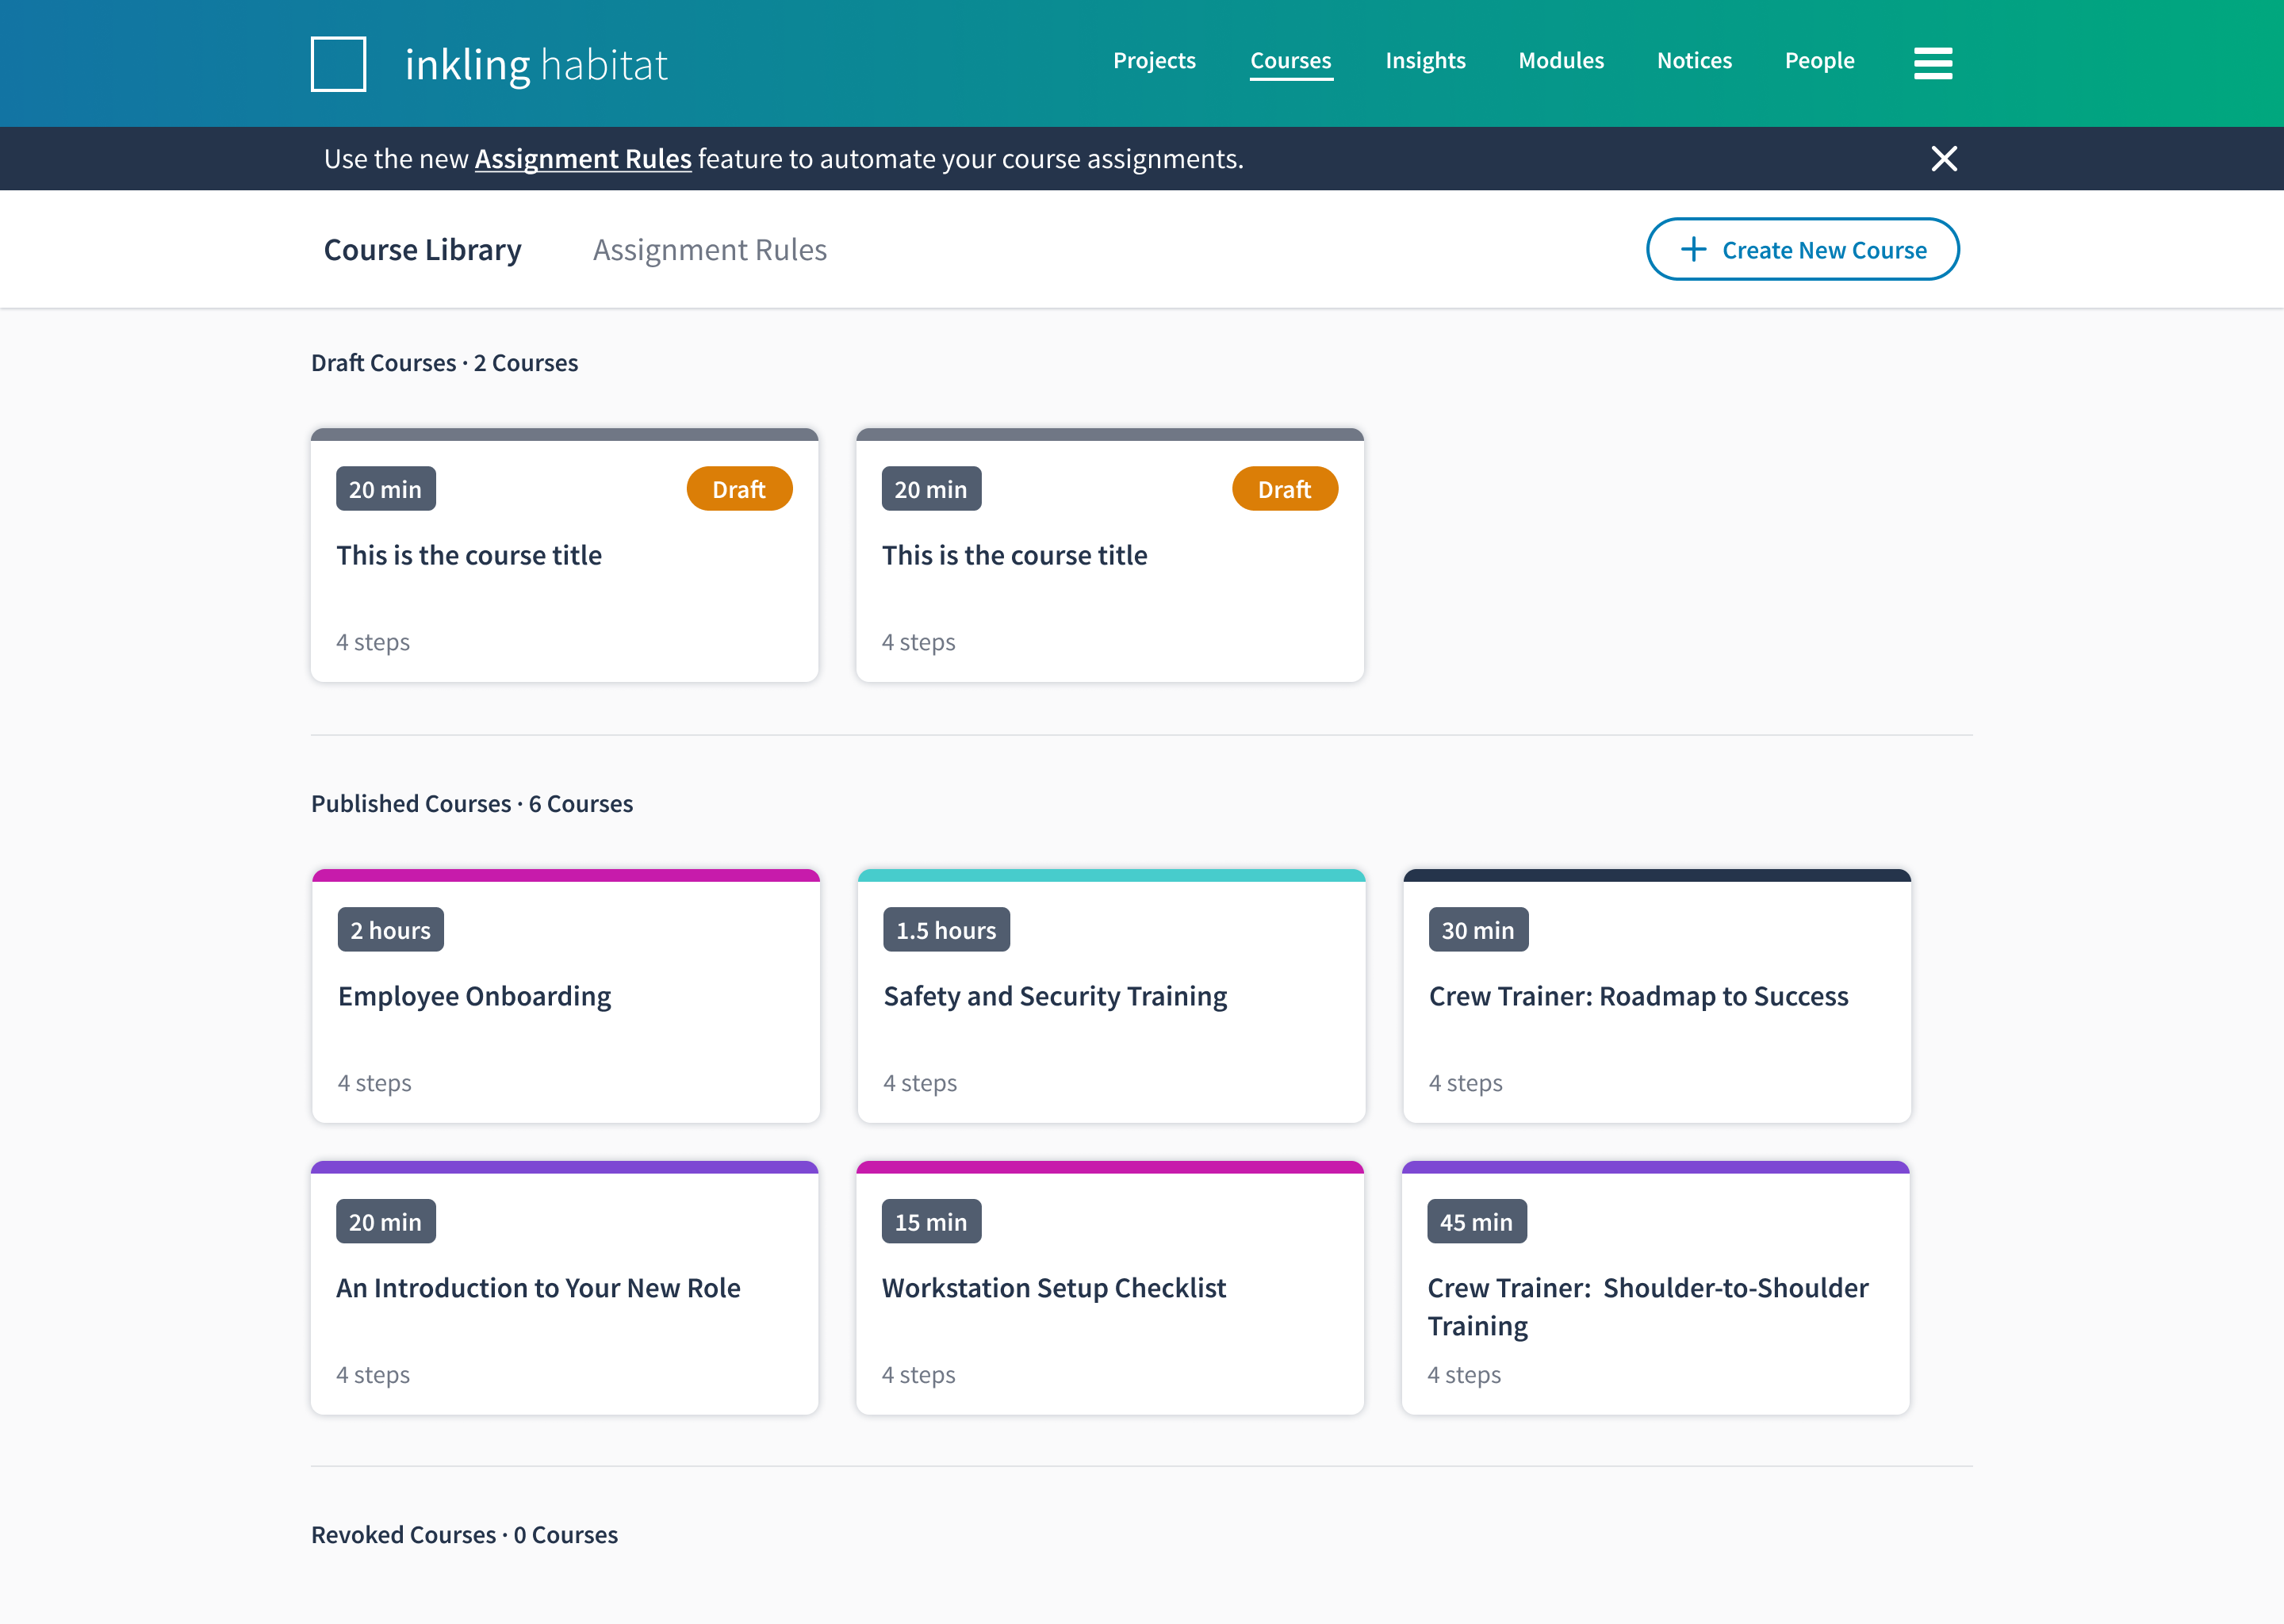 inkling habitat
Projects Courses Insights Modules Notices People
Use the new Assignment Rules feature to automate your course assignments.
Course Library Assignment Rules + Create New Course
Draft Courses · 2 Courses
20 min Draft
This is the course title
4 steps
20 min Draft
This is the course title
4 steps
Published Courses · 6 Courses
2 hours
Employee Onboarding
4 steps
1.5 hours
Safety and Security Training
4 steps
30 min
Crew Trainer: Roadmap to Success
4 steps
20 min
An Introduction to Your New Role
4 steps
15 min
Workstation Setup Checklist
4 steps
45 min
Crew Trainer:  Shoulder-to-Shoulder
Training
4 steps
Revoked Courses · 0 Courses